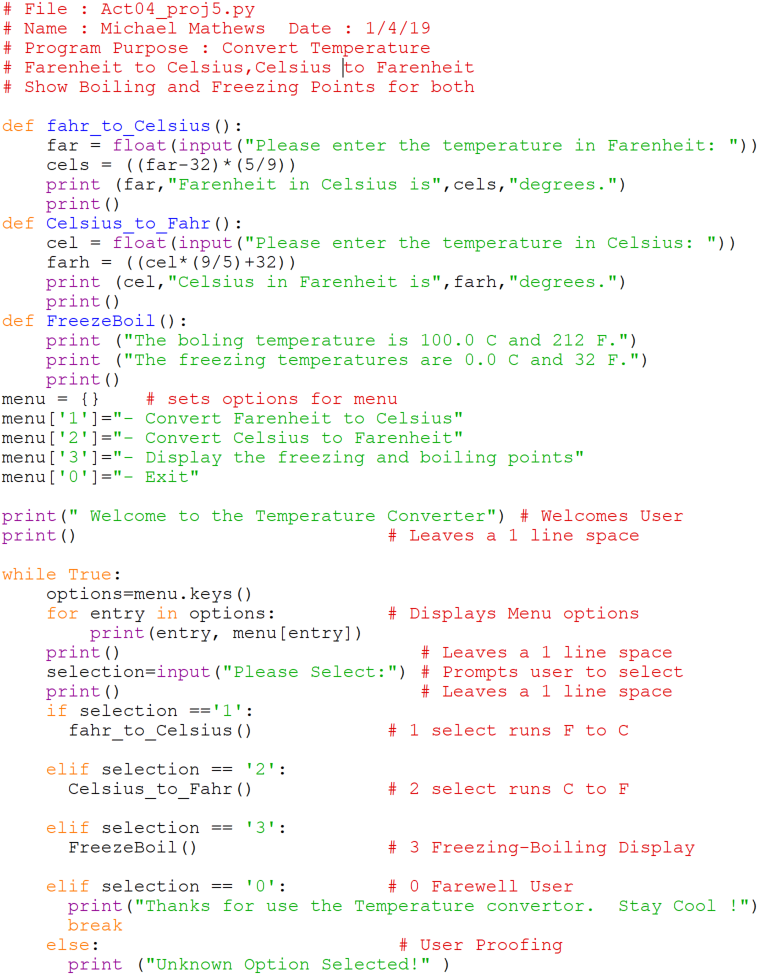 # File : Act04_proj5.py
# Name : Michael Mathews  Date : 1/4/19
# Program Purpose : Convert Temperature
# Farenheit to Celsius,Celsius to Farenheit
# Show Boiling and Freezing Points for both

def fahr_to_Celsius():
    far = float(input("Please enter the temperature in Farenheit: "))
    cels = ((far-32)*(5/9))
    print (far,"Farenheit in Celsius is",cels,"degrees.")
    print()
def Celsius_to_Fahr():
    cel = float(input("Please enter the temperature in Celsius: "))
    farh = ((cel*(9/5)+32))
    print (cel,"Celsius in Farenheit is",farh,"degrees.")
    print()
def FreezeBoil():
    print ("The boling temperature is 100.0 C and 212 F.")
    print ("The freezing temperatures are 0.0 C and 32 F.")
    print()
menu = {}    # sets options for menu
menu['1']="- Convert Farenheit to Celsius"
menu['2']="- Convert Celsius to Farenheit"
menu['3']="- Display the freezing and boiling points"
menu['0']="- Exit"

print(" Welcome to the Temperature Converter") # Welcomes User
print()                            # Leaves a 1 line space

while True:
    options=menu.keys()
    for entry in options:          # Displays Menu options
        print(entry, menu[entry])
    print()                           # Leaves a 1 line space
    selection=input("Please Select:") # Prompts user to select
    print()                           # Leaves a 1 line space
    if selection =='1':
      fahr_to_Celsius()            # 1 select runs F to C

    elif selection == '2':
      Celsius_to_Fahr()            # 2 select runs C to F

    elif selection == '3':
      FreezeBoil()                 # 3 Freezing-Boiling Display

    elif selection == '0':         # 0 Farewell User
      print("Thanks for use the Temperature convertor.  Stay Cool !")
      break
    else:                           # User Proofing
      print ("Unknown Option Selected!" )